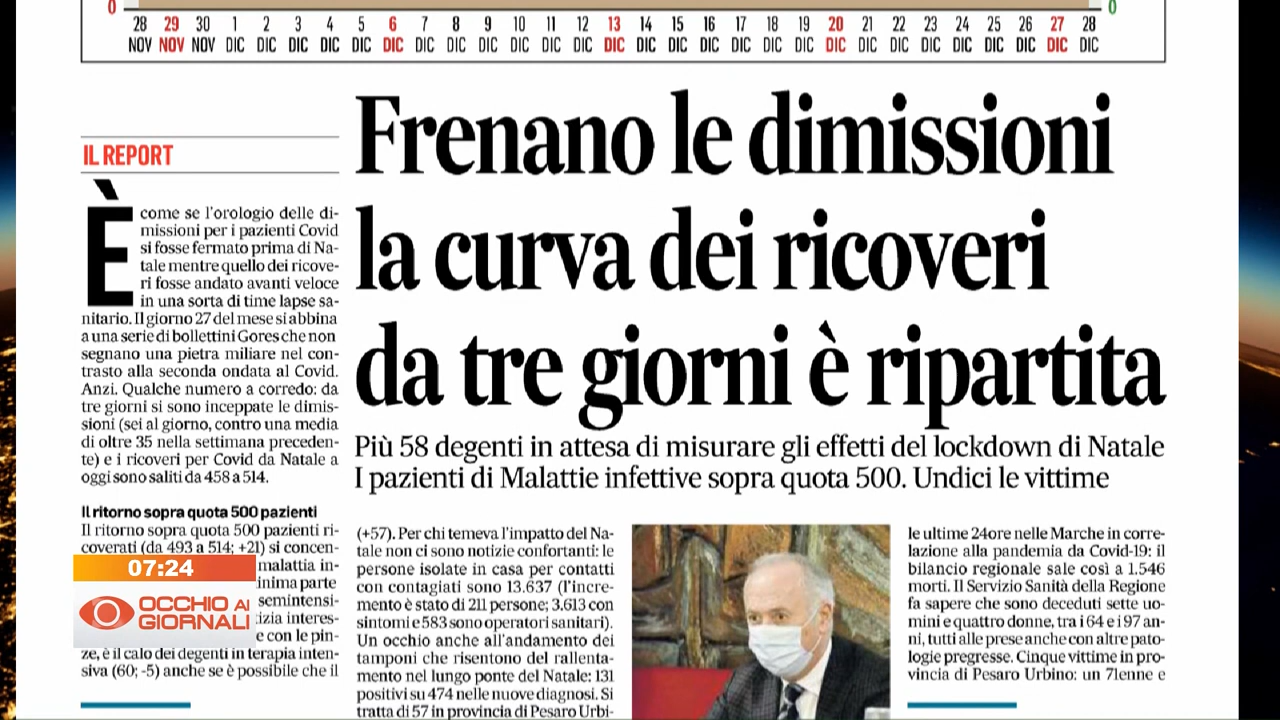 0 0
28 29 30 1 2 3 4 5 6 7 8 9 10 11 12 13 14 15 16 17 18 19 20 21 22 23 24 25 26 27 28
NOV NOV NOV DIC DIC DIC DIC DIC DIC DIC DIC DIC DIC DIC DIC DIC DIC DIC DIC DIC DIC DIC DIC DIC DIC DIC DIC DIC DIC DIC DIC
Frenano le dimissioni
la curva dei ricoveri
da tre giorni è ripartita
Più 58 degenti in attesa di misurare gli effetti del lockdown di Natale
I pazienti di Malattie infettive sopra quota 500. Undici le vittime
IL REPORT
È come se l'orologio delle di-
missioni per i pazienti Covid
si fosse fermato prima di Na-
tale mentre quello dei ricove-
ri fosse andato avanti veloce
in una sorta di time lapse sa-
nitario. Il giorno 27 del mese si abbina
a una serie di bollettini Gores che non
segnano una pietra miliare nel con-
trasto alla seconda ondata al Covid.
Anzi. Qualche numero a corredo: da
tre giorni si sono inceppate le dimis-
sioni (sei al giorno, contro una media
di oltre 35 nella settimana preceden-
te) e i ricoveri per Covid da Natale a
oggi sono saliti da 458 a 514.
Il ritorno sopra quota 500 pazienti
Il ritorno sopra quota 500 pazienti ri-
coverati (da 493 a 514; +21) si concen-
malattia in-
inima parte
semintensi-
izia interes-
e con le pin-
ze, è il calo dei degenti in terapia inten-
siva (60; -5) anche se è possibile che il
(+57). Per chi temeva l'impatto del Na-
tale non ci sono notizie confortanti: le
persone isolate in casa per contatti
con contagiati sono 13.637 (l'incre-
mento è stato di 211 persone; 3.613 con
sintomi e 583 sono operatori sanitari).
Un occhio anche all'andamento dei
tamponi che risentono del rallenta-
mento nel lungo ponte del Natale: 131
positivi su 474 nelle nuove diagnosi. Si
tratta di 57 in provincia di Pesaro Urbi-
le ultime 24ore nelle Marche in corre-
lazione alla pandemia da Covid-19: il
bilancio regionale sale così a 1.546
morti. Il Servizio Sanità della Regione
fa sapere che sono deceduti sette uo-
mini e quattro donne, tra i 64 e i 97 an-
ni, tutti alle prese anche con altre pato-
logie pregresse. Cinque vittime in pro-
vincia di Pesaro Urbino: un 71enne e
07:24
OCCHIO AI
GIORNALI